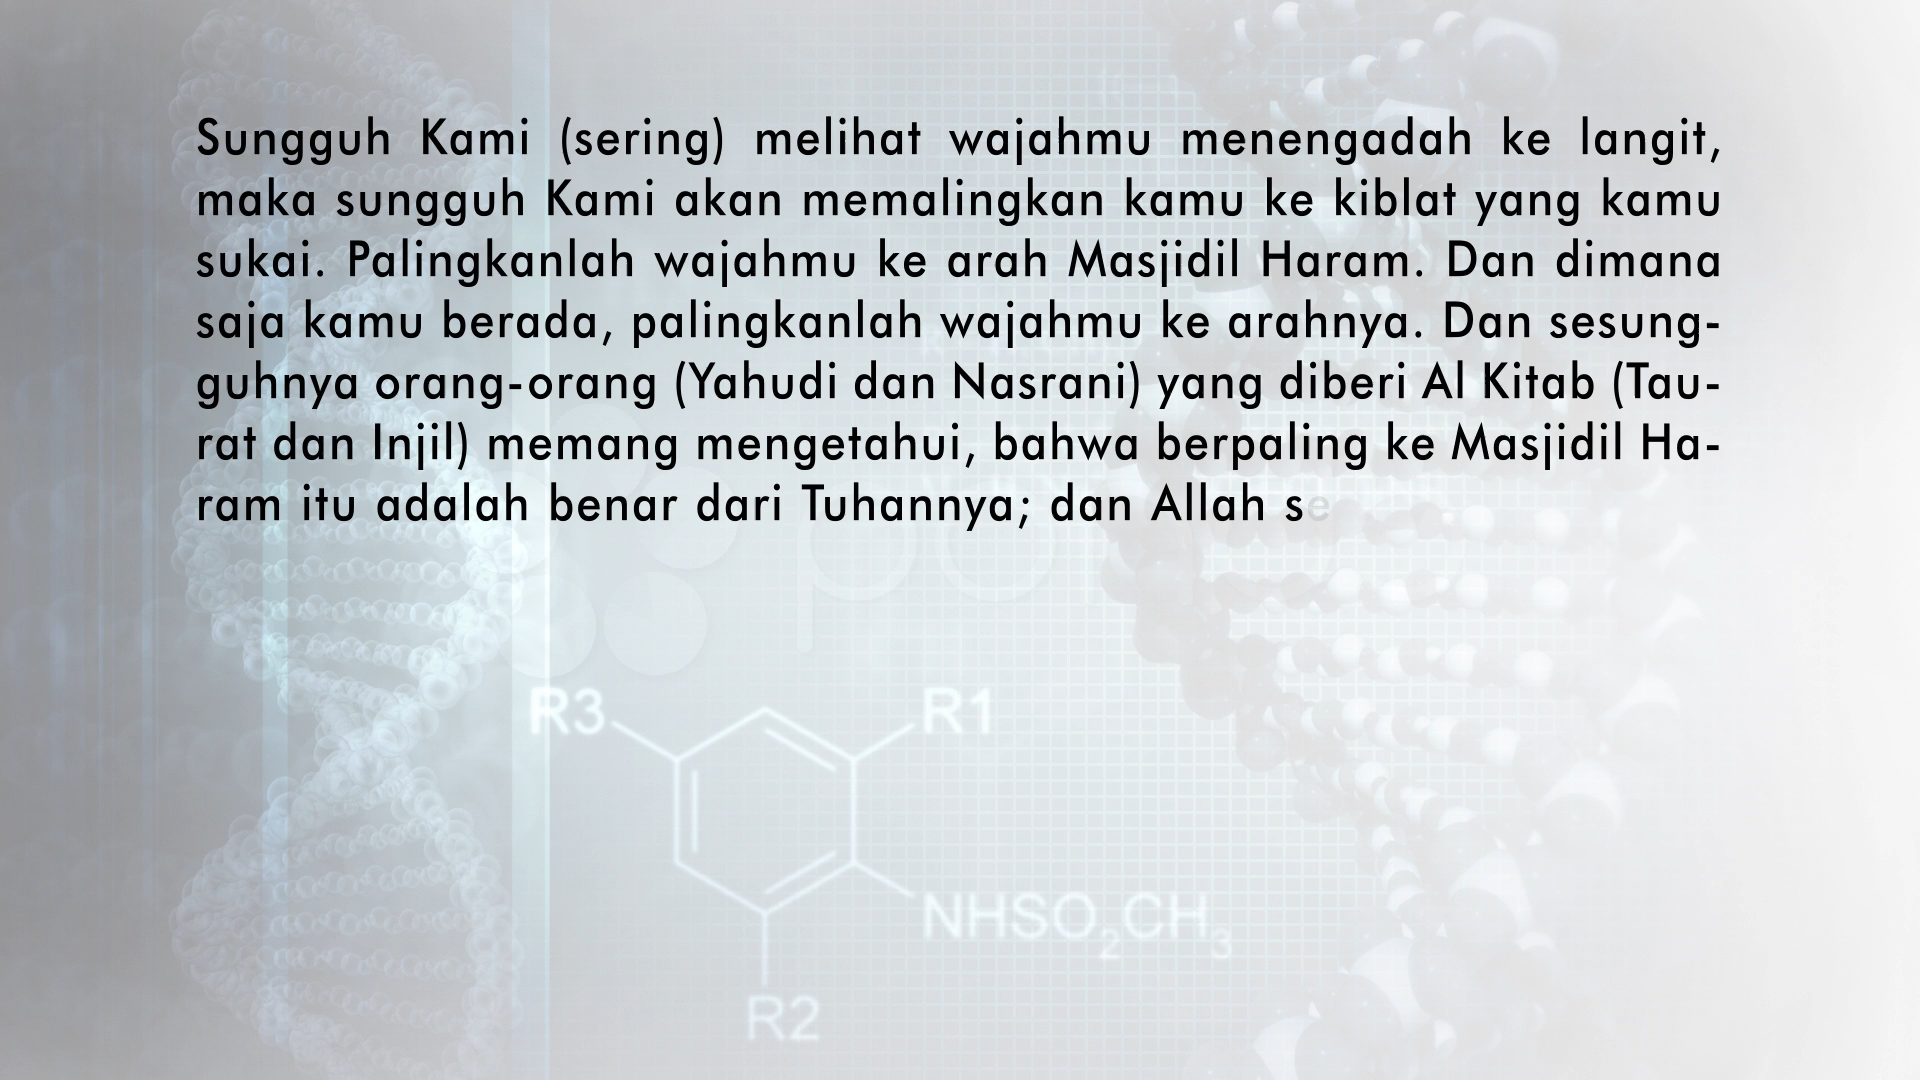 Sungguh Kami (sering) melihat wajahmu menengadah ke langit,
maka sungguh Kami akan memalingkan kamu ke kiblat yang kamu
sukai. Palingkanlah wajahmu ke arah Masjidil Haram. Dan dimana
saja kamu berada, palingkanlah wajahmu ke arahnya. Dan sesung-
guhnya orang-orang (Yahudi dan Nasrani) yang diberi Al Kitab (Tau-
rat dan Injil) memang mengetahui, bahwa berpaling ke Masjidil Ha-
ram itu adalah benar dari Tuhannya; dan Allah se
R3 R1
NHSO₂CH₃
R2